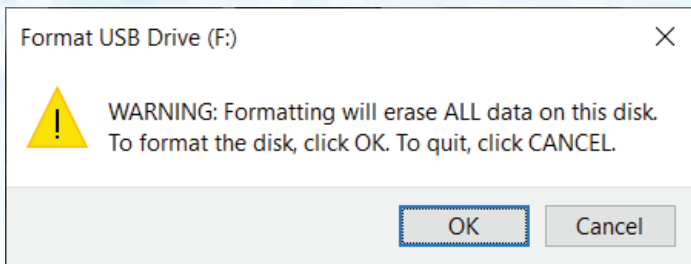 Format USB Drive (F:)
WARNING: Formatting will erase ALL data on this disk.
To format the disk, click OK. To quit, click CANCEL.
OK
Cancel